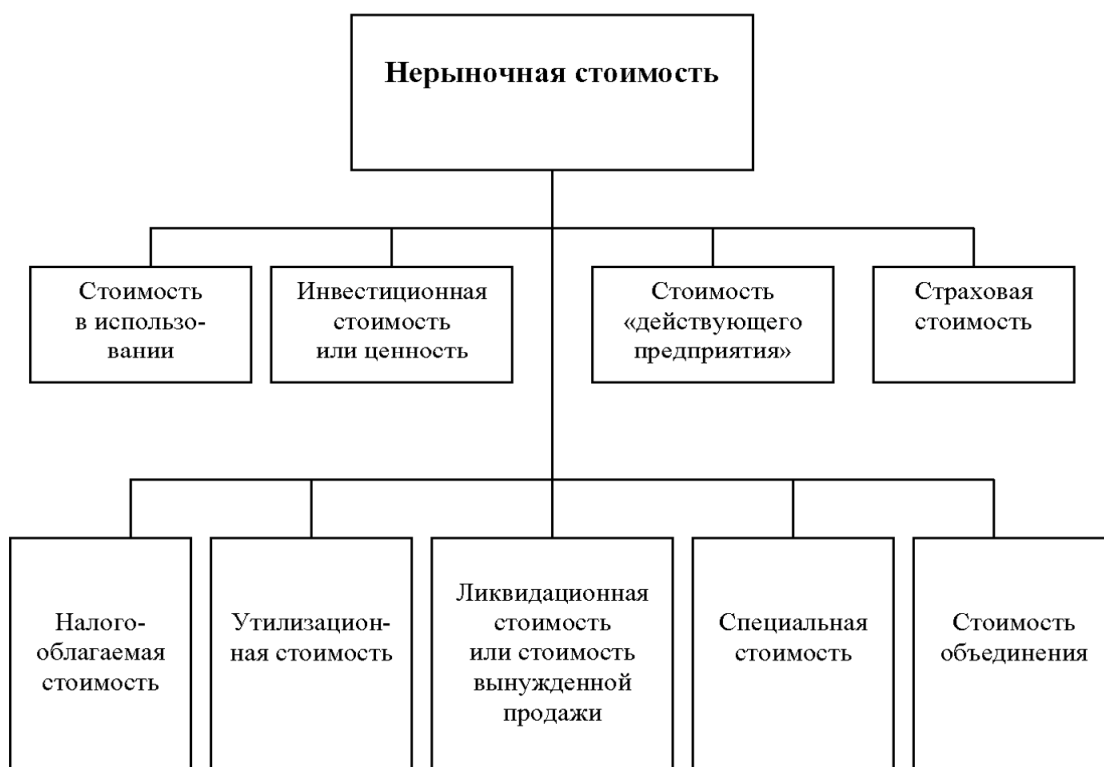 Нерыночная стоимость
Стоимость
в использо-
вании
Инвестиционная
стоимость
или ценность
Стоимость
«действующего
предприятия»
Страховая
стоимость
Налого-
облагаемая
стоимость
Утилизацион-
ная стоимость
Ликвидационная
стоимость
или стоимость
вынужденной
продажи
Специальная
стоимость
Стоимость
объединения